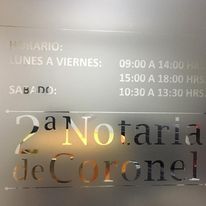 HORARIO:
LUNES A VIERNES: 09:00 A 14:00 HRS.
15:00 A 18:00 HRS.
SABADO: 10:30 A 13:30 HRS.
2ª Notaria
de Coronel